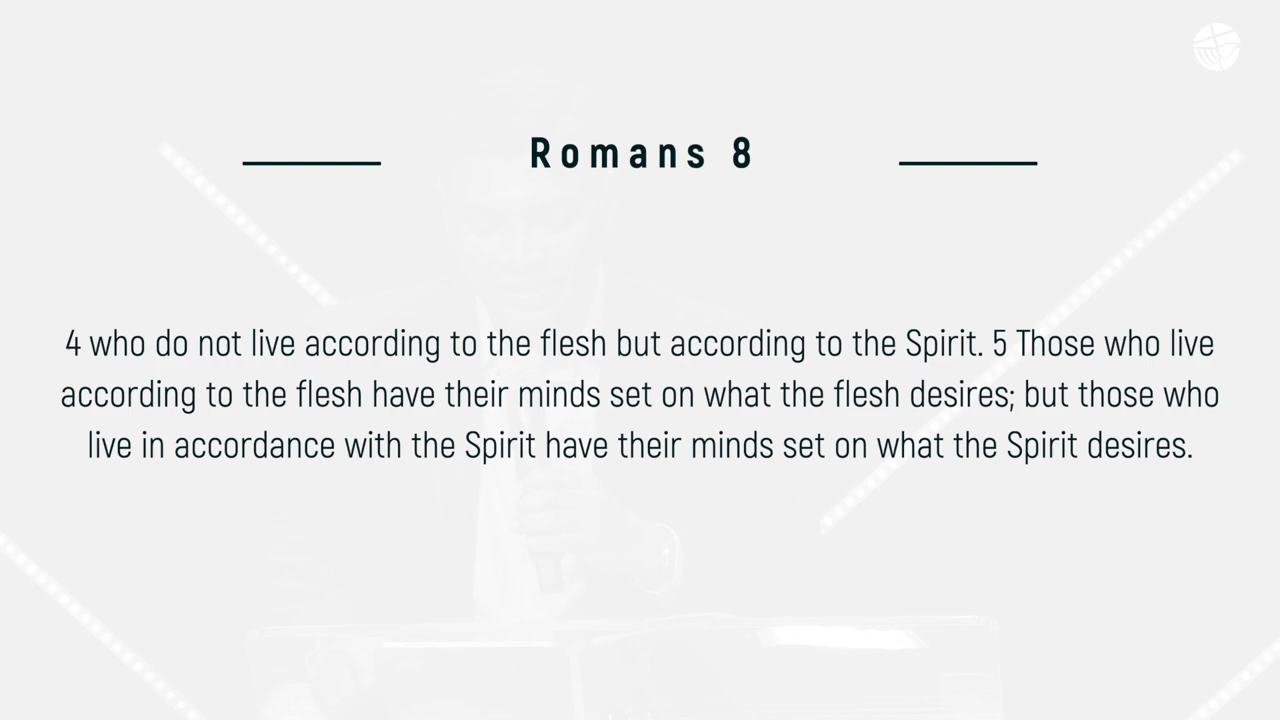 Romans 8
4 who do not live according to the flesh but according to the Spirit. 5 Those who live
according to the flesh have their minds set on what the flesh desires; but those who
live in accordance with the Spirit have their minds set on what the Spirit desires.